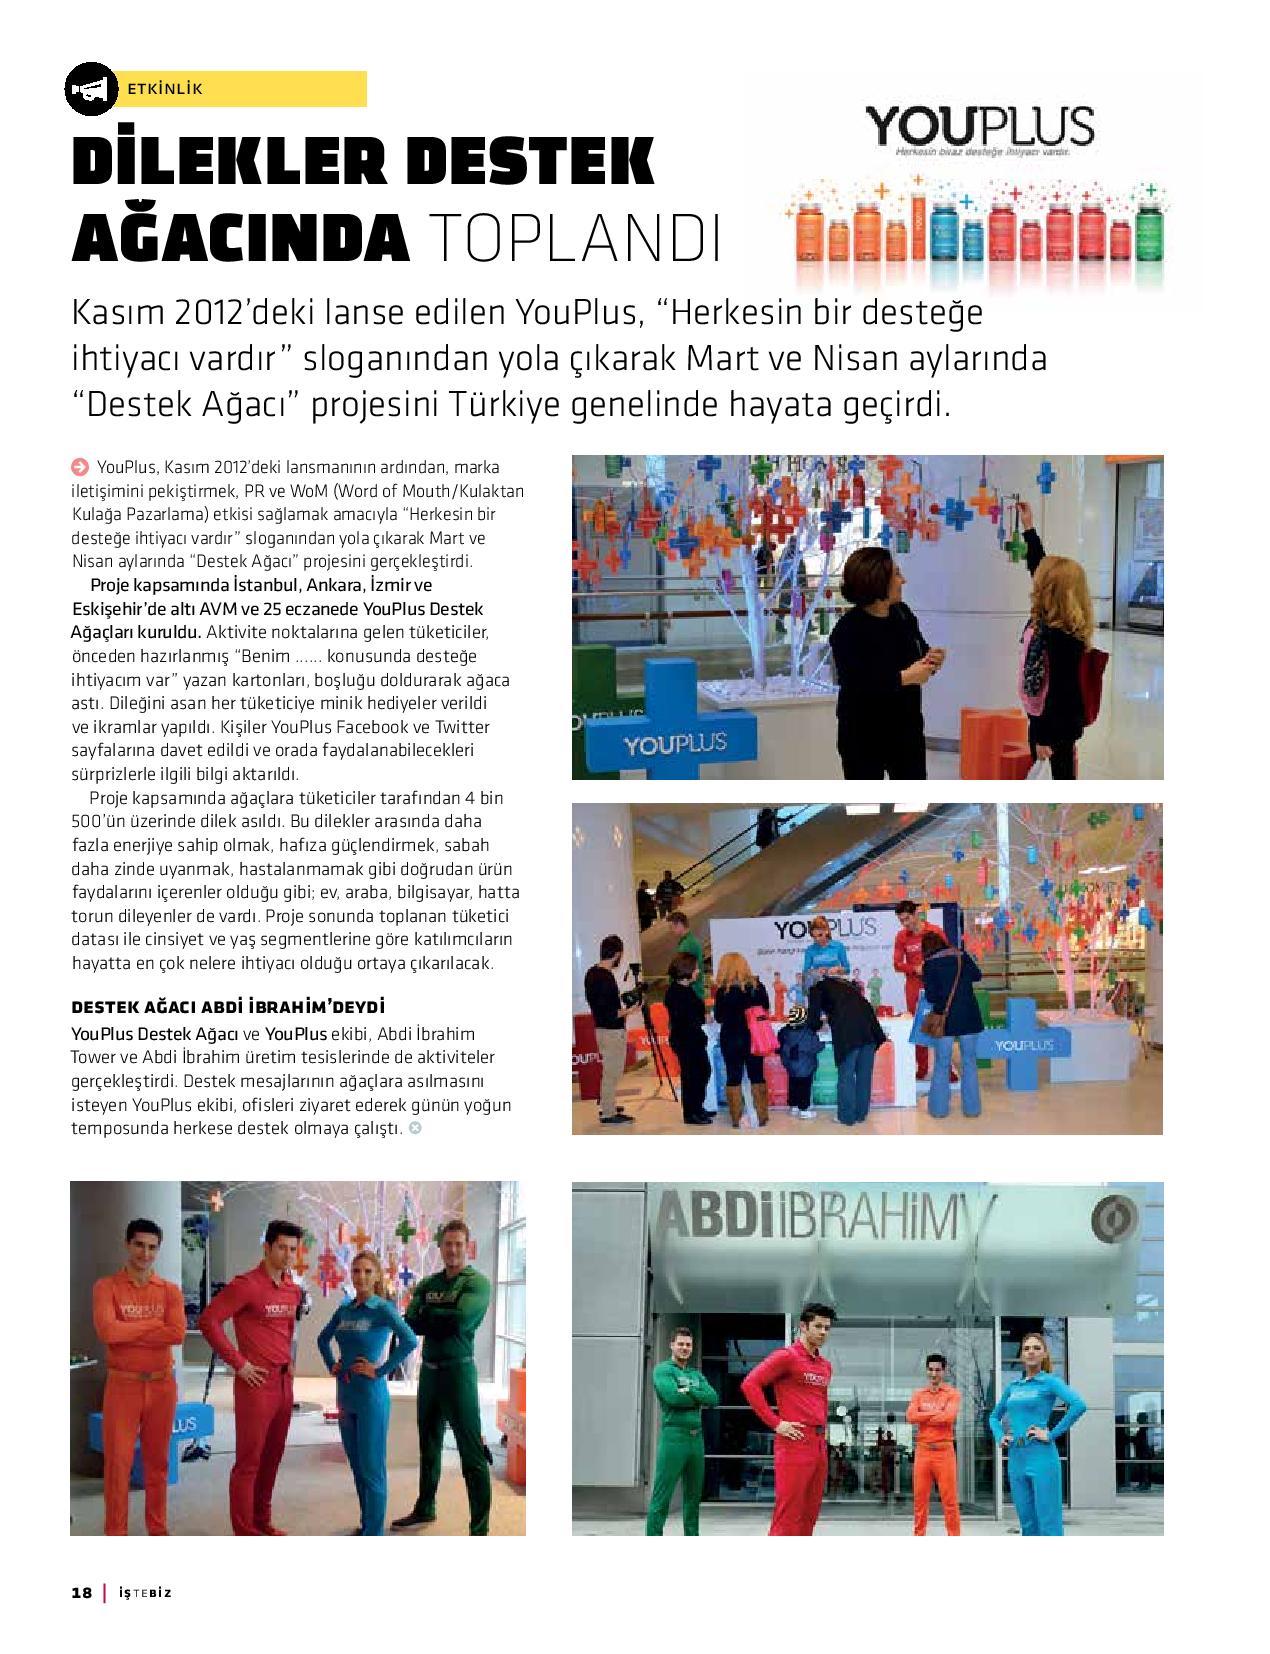 ETKİNLİK
DİLEKLER DESTEK
AĞACINDA TOPLANDI
YOUPLUS
Herkesin biraz desteğe ihtiyacı vardır.
Kasım 2012'deki lanse edilen YouPlus, “Herkesin bir desteğe
ihtiyacı vardır” sloganından yola çıkarak Mart ve Nisan aylarında
“Destek Ağacı” projesini Türkiye genelinde hayata geçirdi.
YouPlus, Kasım 2012'deki lansmanının ardından, marka
iletişimini pekiştirmek, PR ve WoM (Word of Mouth/Kulaktan
Kulağa Pazarlama) etkisi sağlamak amacıyla “Herkesin bir
desteğe ihtiyacı vardır” sloganından yola çıkarak Mart ve
Nisan aylarında “Destek Ağacı” projesini gerçekleştirdi.
Proje kapsamında İstanbul, Ankara, İzmir ve
Eskişehir'de altı AVM ve 25 eczanede YouPlus Destek
Ağaçları kuruldu. Aktivite noktalarına gelen tüketiciler,
önceden hazırlanmış “Benim ...... konusunda desteğe
ihtiyacım var” yazan kartonları, boşluğu doldurarak ağaca
astı. Dileğini asan her tüketiciye minik hediyeler verildi
ve ikramlar yapıldı. Kişiler YouPlus Facebook ve Twitter
sayfalarına davet edildi ve orada faydalanabilecekleri
sürprizlerle ilgili bilgi aktarıldı.
Proje kapsamında ağaçlara tüketiciler tarafından 4 bin
500'ün üzerinde dilek asıldı. Bu dilekler arasında daha
fazla enerjiye sahip olmak, hafıza güçlendirmek, sabah
daha zinde uyanmak, hastalanmamak gibi doğrudan ürün
faydalarını içerenler olduğu gibi; ev, araba, bilgisayar, hatta
torun dileyenler de vardı. Proje sonunda toplanan tüketici
datası ile cinsiyet ve yaş segmentlerine göre katılımcıların
hayatta en çok nelere ihtiyacı olduğu ortaya çıkarılacak.
DESTEK AĞACI ABDİ İBRAHİM'DEYDİ
YouPlus Destek Ağacı ve YouPlus ekibi, Abdi İbrahim
Tower ve Abdi İbrahim üretim tesislerinde de aktiviteler
gerçekleştirdi. Destek mesajlarının ağaçlara asılmasını
isteyen YouPlus ekibi, ofisleri ziyaret ederek günün yoğun
temposunda herkese destek olmaya çalıştı.
YOUPLUS
YOUPLUS
YOUPLUS
YOUPLUS
YOUPLUS
ABDİ İBRAHİM
YOUPLUS
18 | İŞTEBİZ